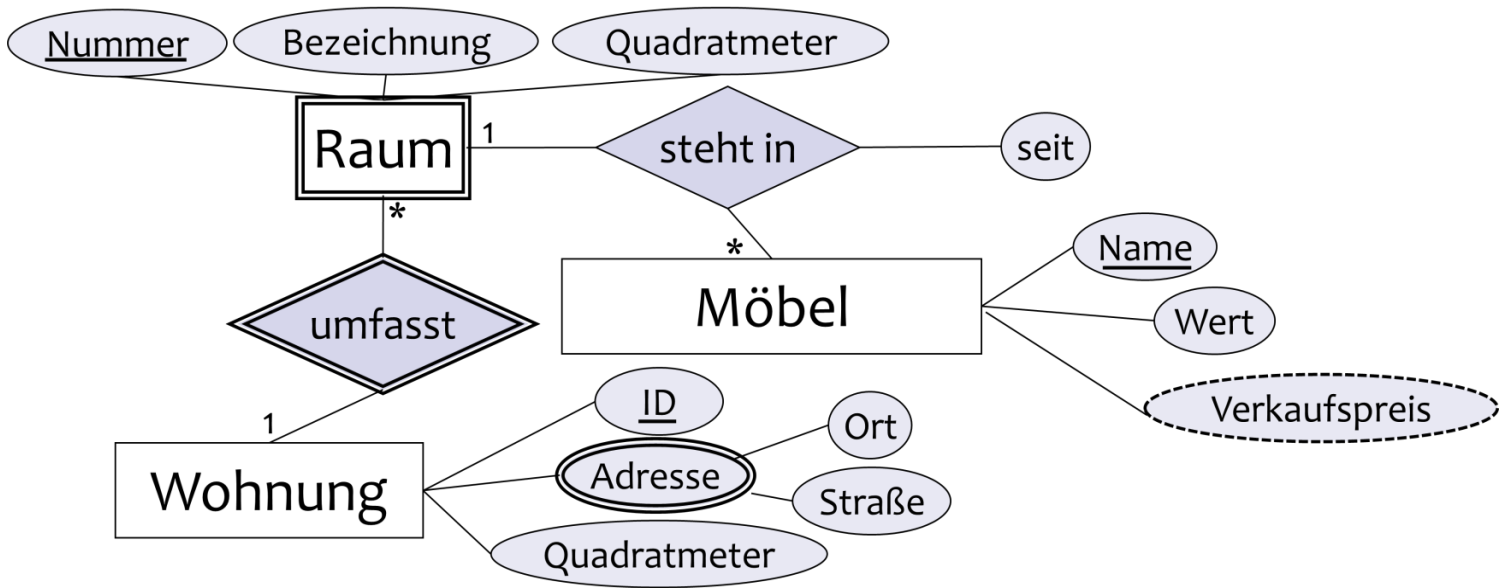 Nummer
Bezeichnung
Quadratmeter
Raum
1
steht in
seit
*
*
Name
umfasst
Möbel
Wert
1
ID
Ort
Verkaufspreis
Wohnung
Adresse
Straße
Quadratmeter